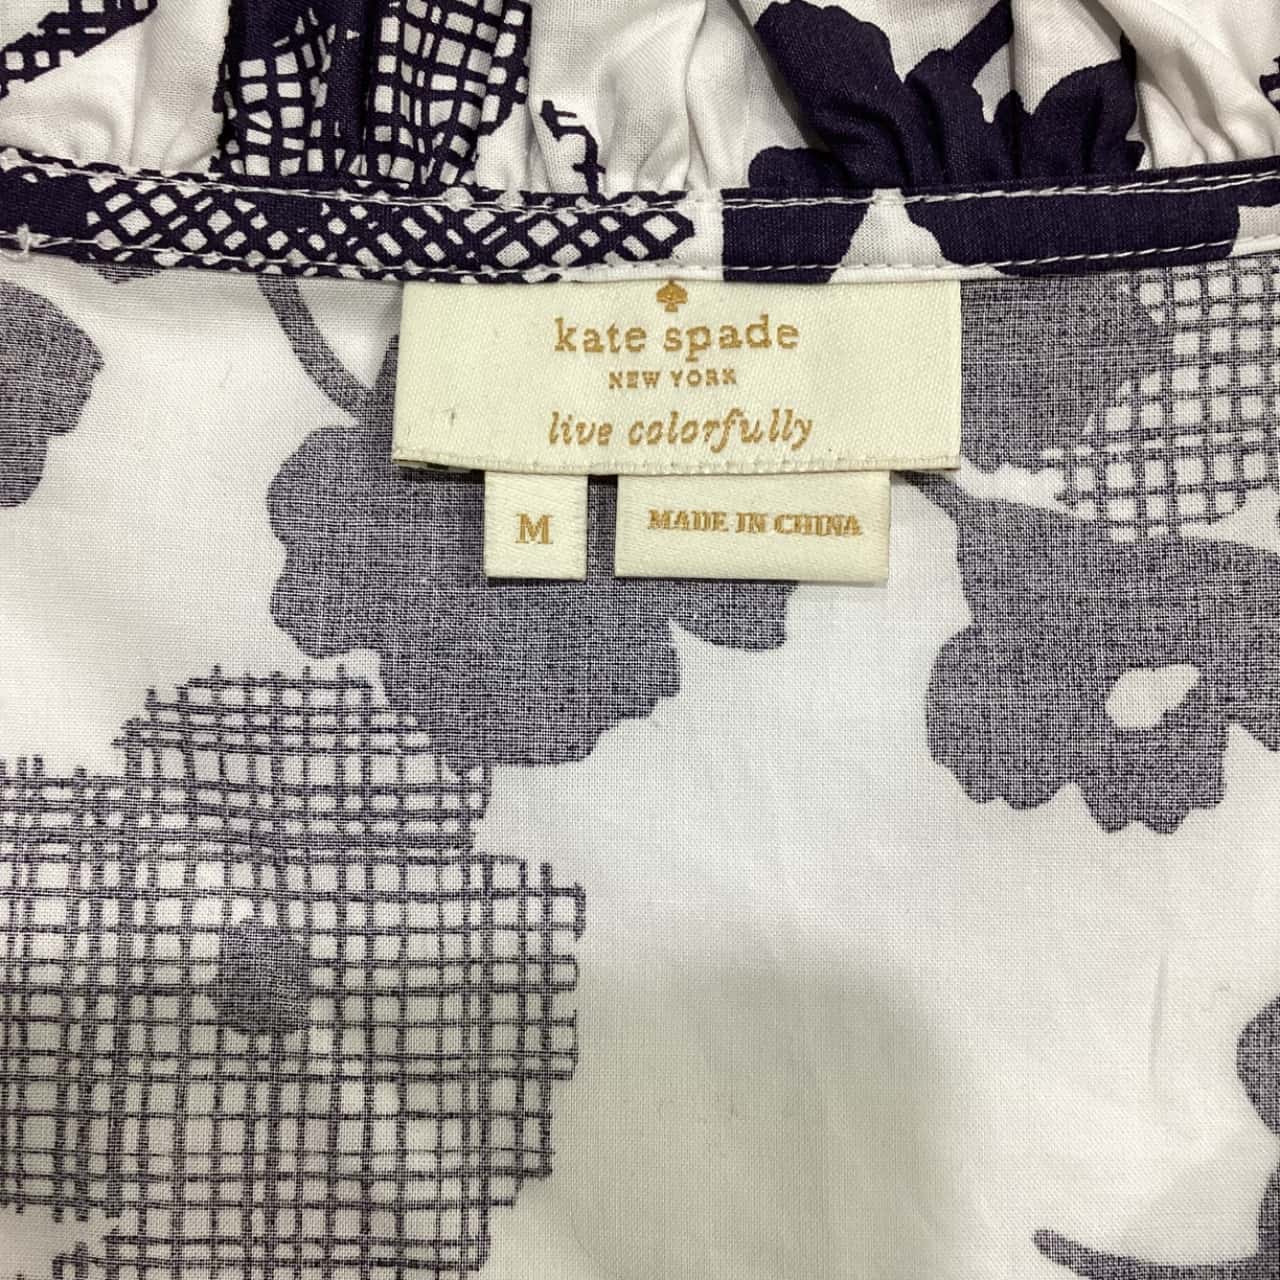 kate spade
NEW YORK
live colorfully
M
MADE IN CHINA